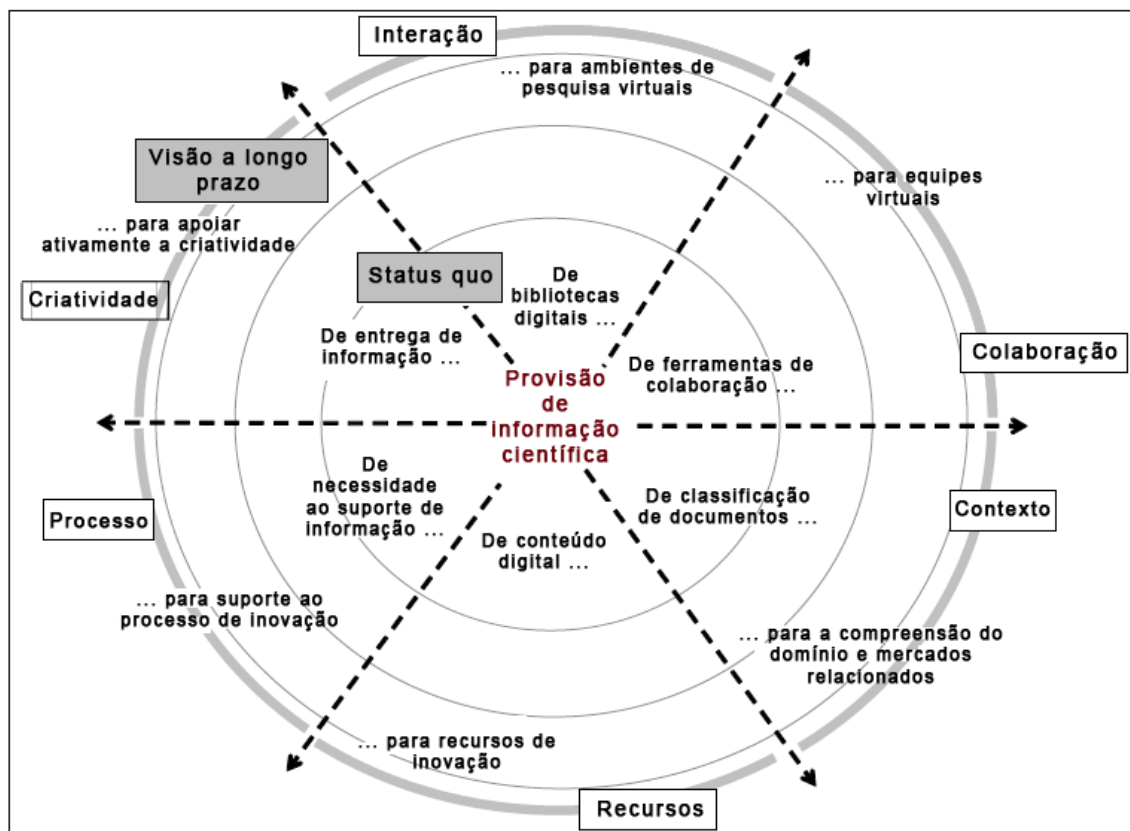 Interação
... para ambientes de
pesquisa virtuais
Visão a longo
prazo
... para equipes
virtuais
... para apoiar
ativamente a criatividade
Criatividade
Status quo
De
bibliotecas
digitais ...
De entrega de
informação ...
De ferramentas de
colaboração ...
Colaboração
Provisão
de
informação
científica
De
necessidade
ao suporte de
informação ...
De classificação
de documentos ...
Processo
Contexto
De conteúdo
digital ...
... para suporte ao
processo de inovação
... para a compreensão do
domínio e mercados
relacionados
... para recursos de
inovação
Recursos